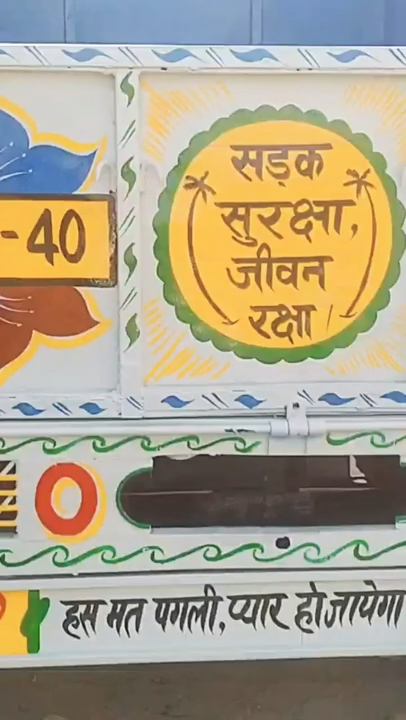 -40
सड़क
सुरक्षा,
जीवन
रक्षा।
हस मत पगली, प्यार हो जायेगा